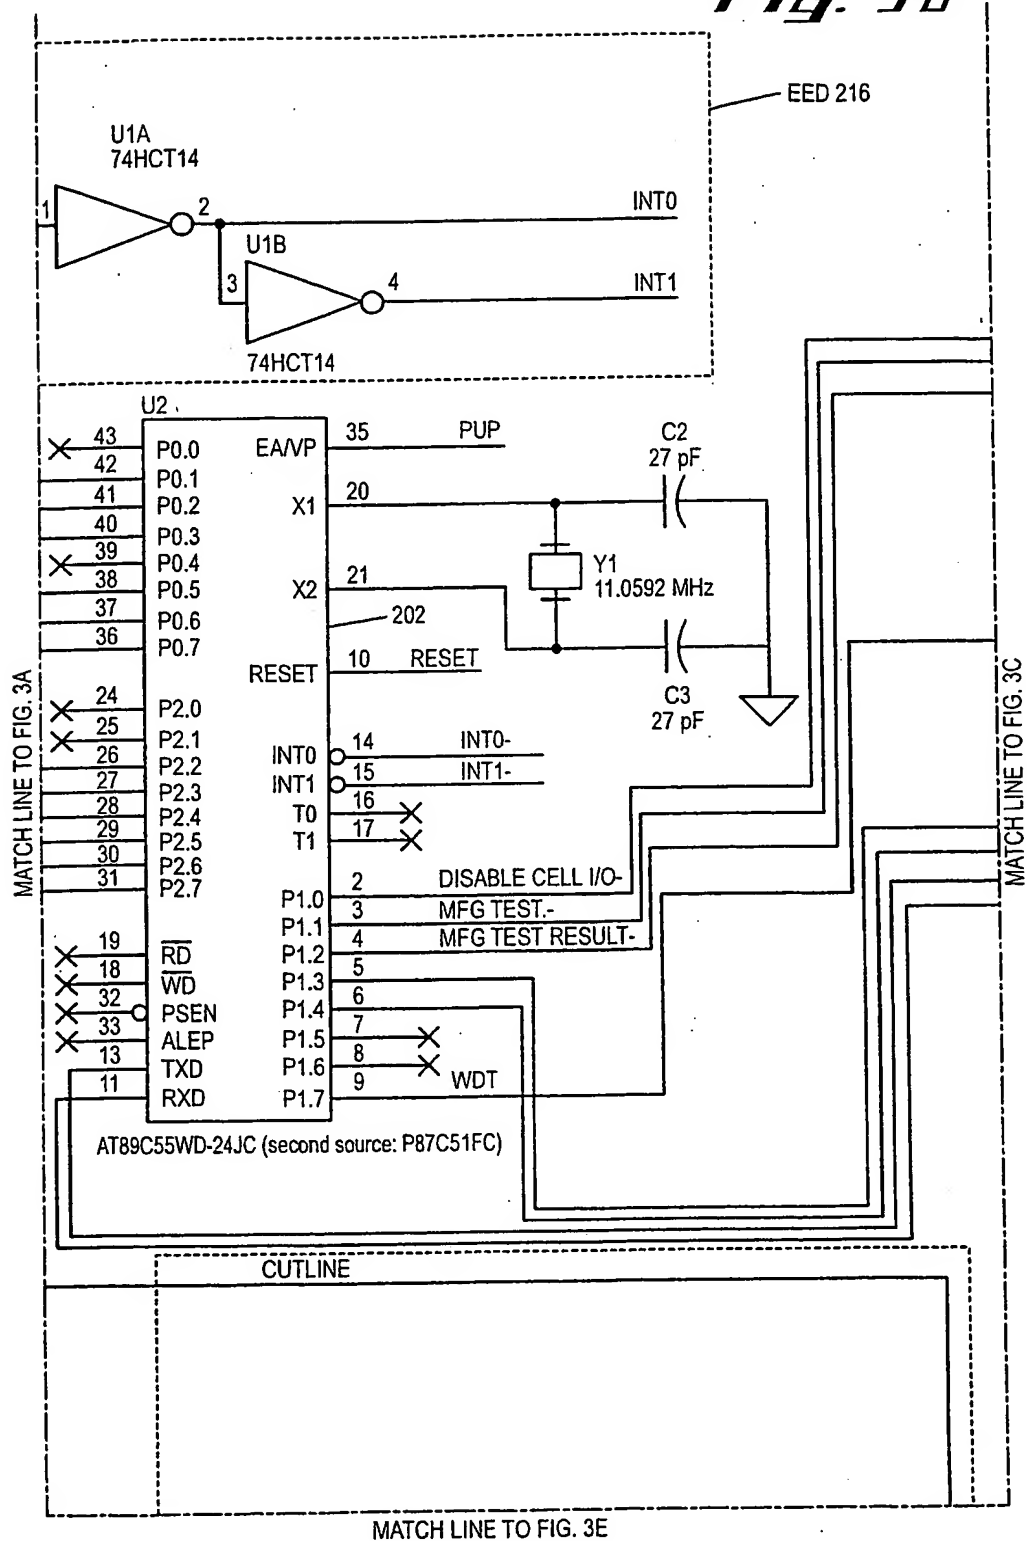 Fig. 3B
EED 216
U1A
74HCT14
1
2
INT0
U1B
3
4
INT1
74HCT14
U2
43 P0.0
42 P0.1
41 P0.2
40 P0.3
39 P0.4
38 P0.5
37 P0.6
36 P0.7
24 P2.0
25 P2.1
26 P2.2
27 P2.3
28 P2.4
29 P2.5
30 P2.6
31 P2.7
19 RD
18 WD
32 PSEN
33 ALEP
13 TXD
11 RXD
EA/VP 35 PUP
X1 20
X2 21
202
RESET 10 RESET
INT0 14 INT0-
INT1 15 INT1-
T0 16
T1 17
P1.0 2 DISABLE CELL I/O-
P1.1 3 MFG TEST.-
P1.2 4 MFG TEST RESULT-
P1.3 5
P1.4 6
P1.5 7
P1.6 8
P1.7 9 WDT
C2
27 pF
Y1
11.0592 MHz
C3
27 pF
AT89C55WD-24JC (second source: P87C51FC)
MATCH LINE TO FIG. 3A
MATCH LINE TO FIG. 3C
CUTLINE
MATCH LINE TO FIG. 3E